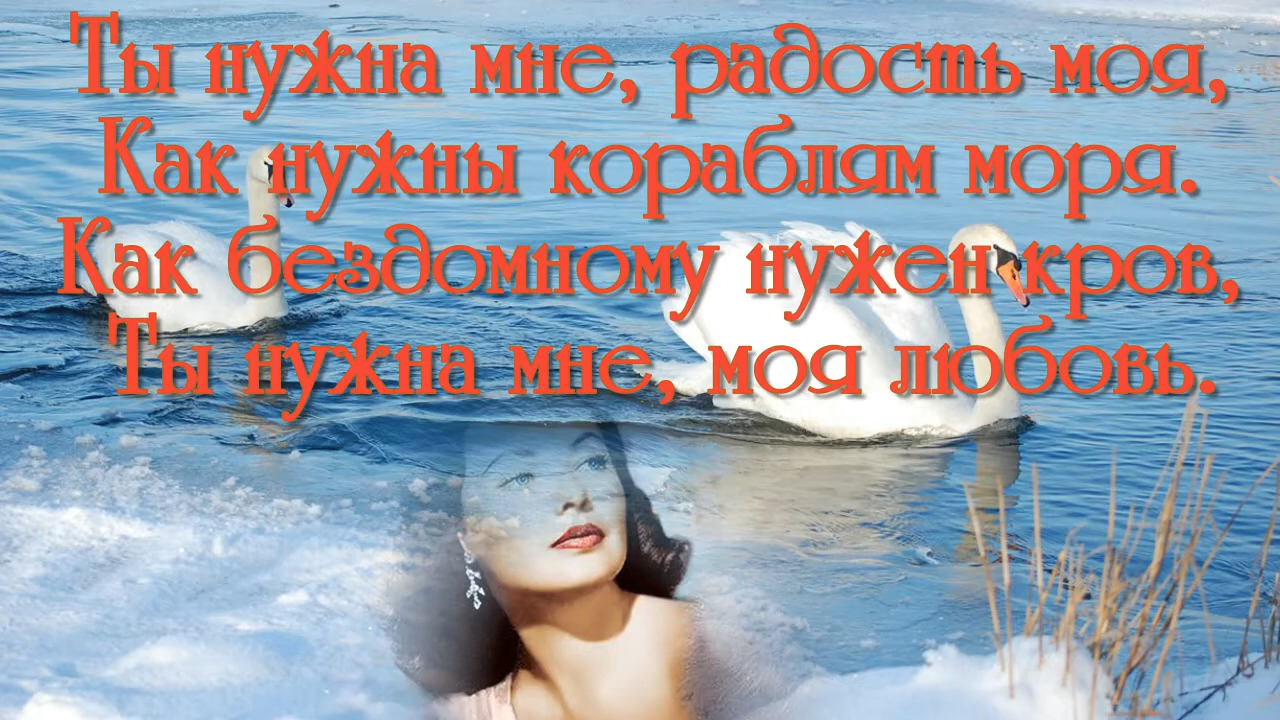 Ты нужна мне, радость моя,
Как нужны кораблям моря.
Как бездомному нужен кров,
Ты нужна мне, моя любовь.